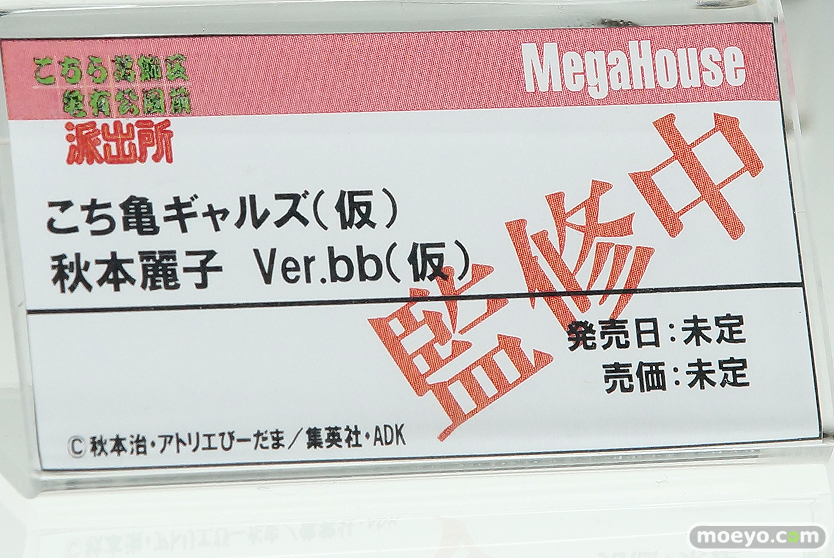 こちら葛飾区
亀有公園前
派出所
MegaHouse
こち亀ギャルズ(仮)
秋本麗子 Ver.bb(仮)
監修中
発売日:未定
売価:未定
©秋本治・アトリエびーだま/集英社・ADK
moeyo.com